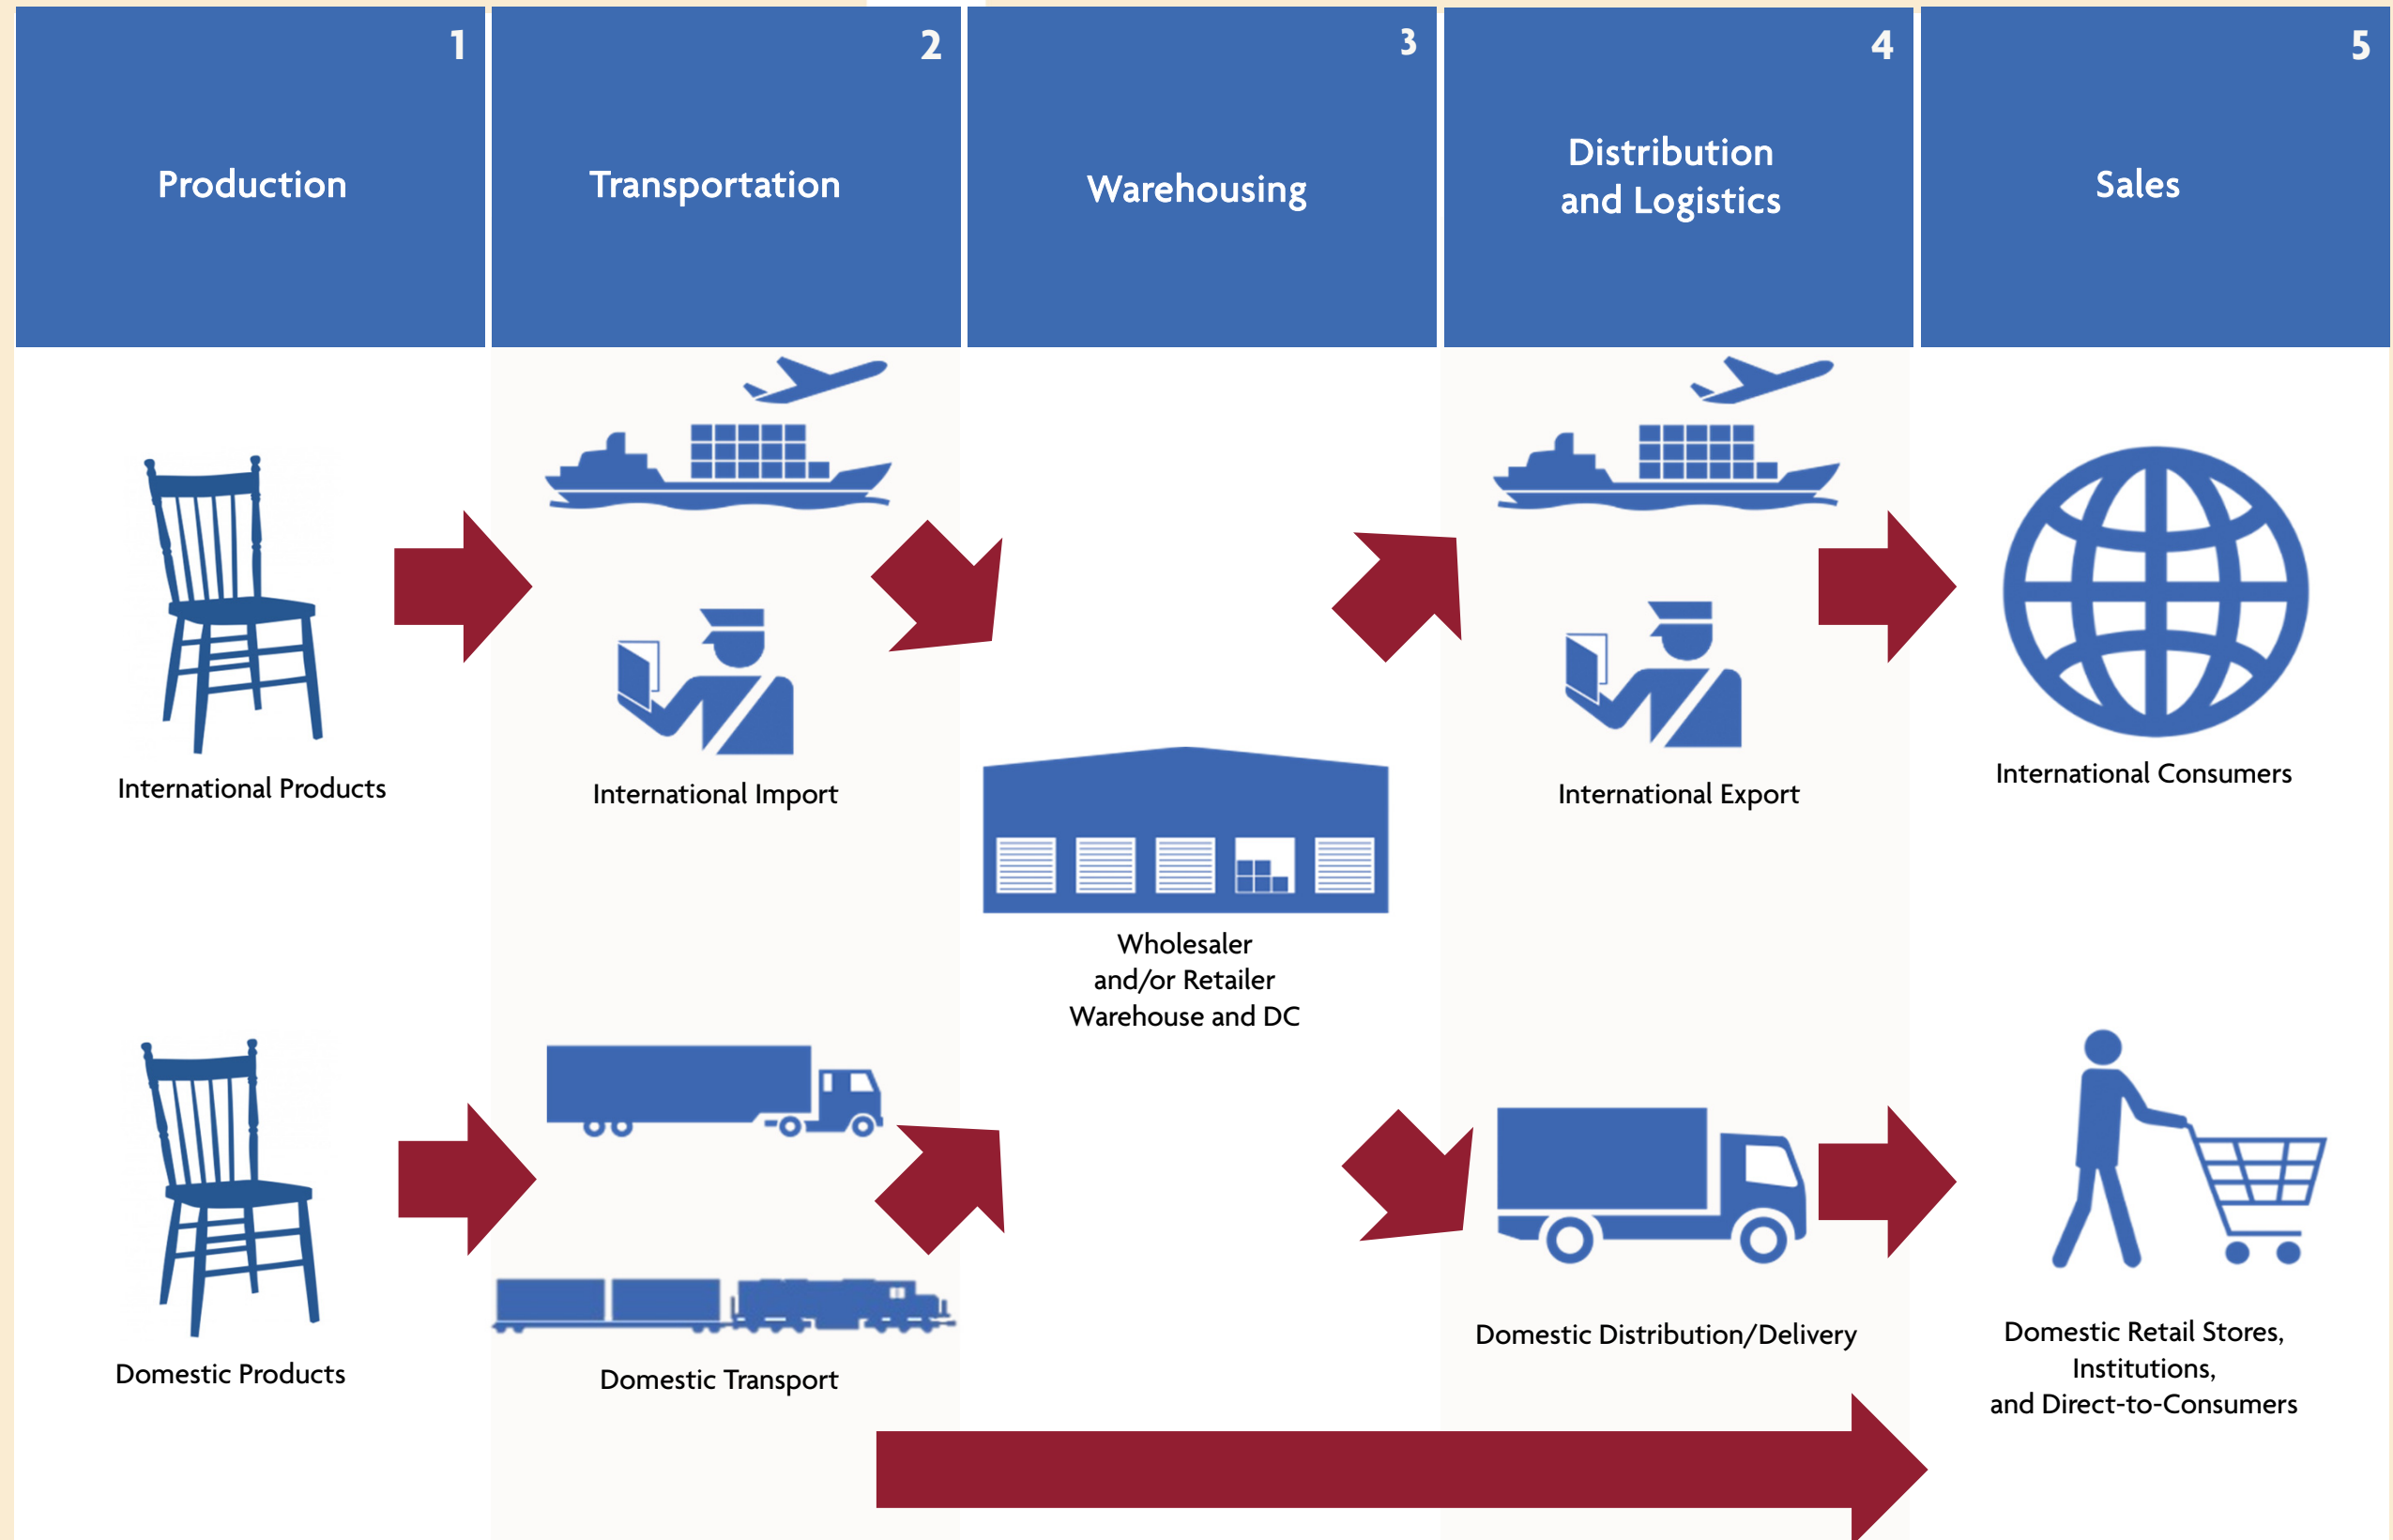 1
Production
2
Transportation
3
Warehousing
4
Distribution
and Logistics
5
Sales
International Products
International Import
Wholesaler
and/or Retailer
Warehouse and DC
International Export
International Consumers
Domestic Products
Domestic Transport
Domestic Distribution/Delivery
Domestic Retail Stores,
Institutions,
and Direct-to-Consumers